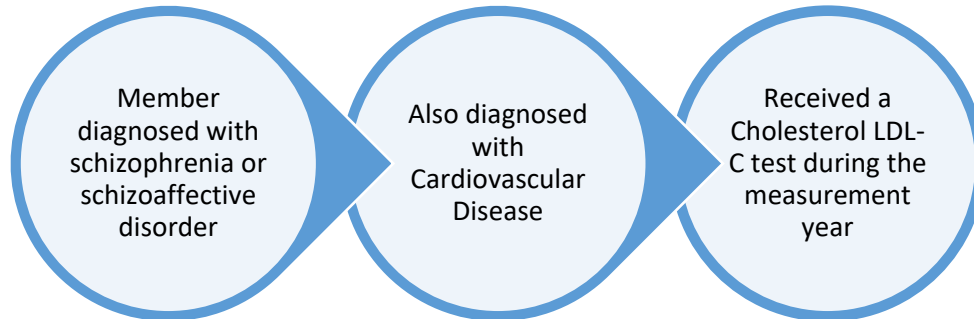 Member
diagnosed with
schizophrenia or
schizoaffective
disorder
Also diagnosed
with
Cardiovascular
Disease
Received a
Cholesterol LDL-
C test during the
measurement
year